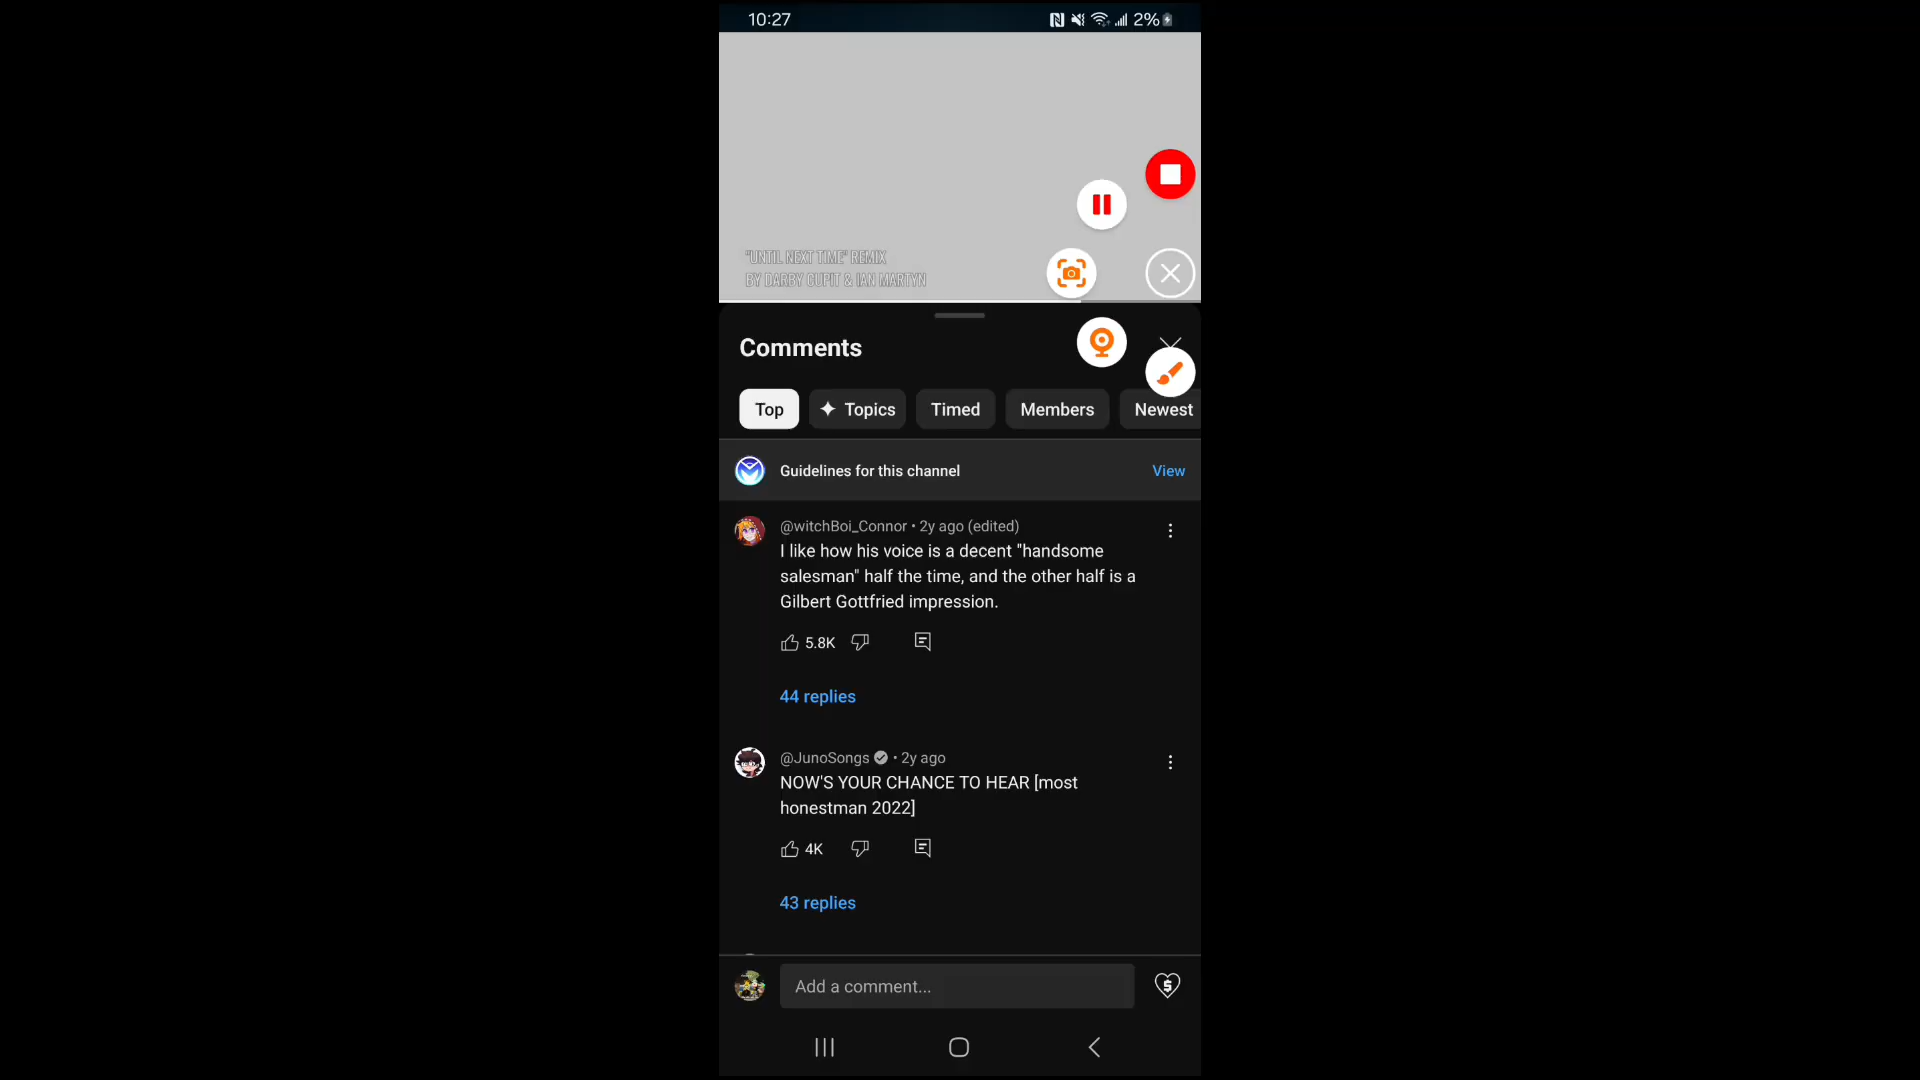 10:27
2%
"UNTIL NEXT TIME" REMIX
BY DARBY CUPIT & IAN MARTYN
Comments
Top
Topics
Timed
Members
Newest
Guidelines for this channel
View
@witchBoi_Connor • 2y ago (edited)
I like how his voice is a decent "handsome
salesman" half the time, and the other half is a
Gilbert Gottfried impression.
5.8K
44 replies
@JunoSongs • 2y ago
NOW'S YOUR CHANCE TO HEAR [most
honestman 2022]
4K
43 replies
Add a comment...